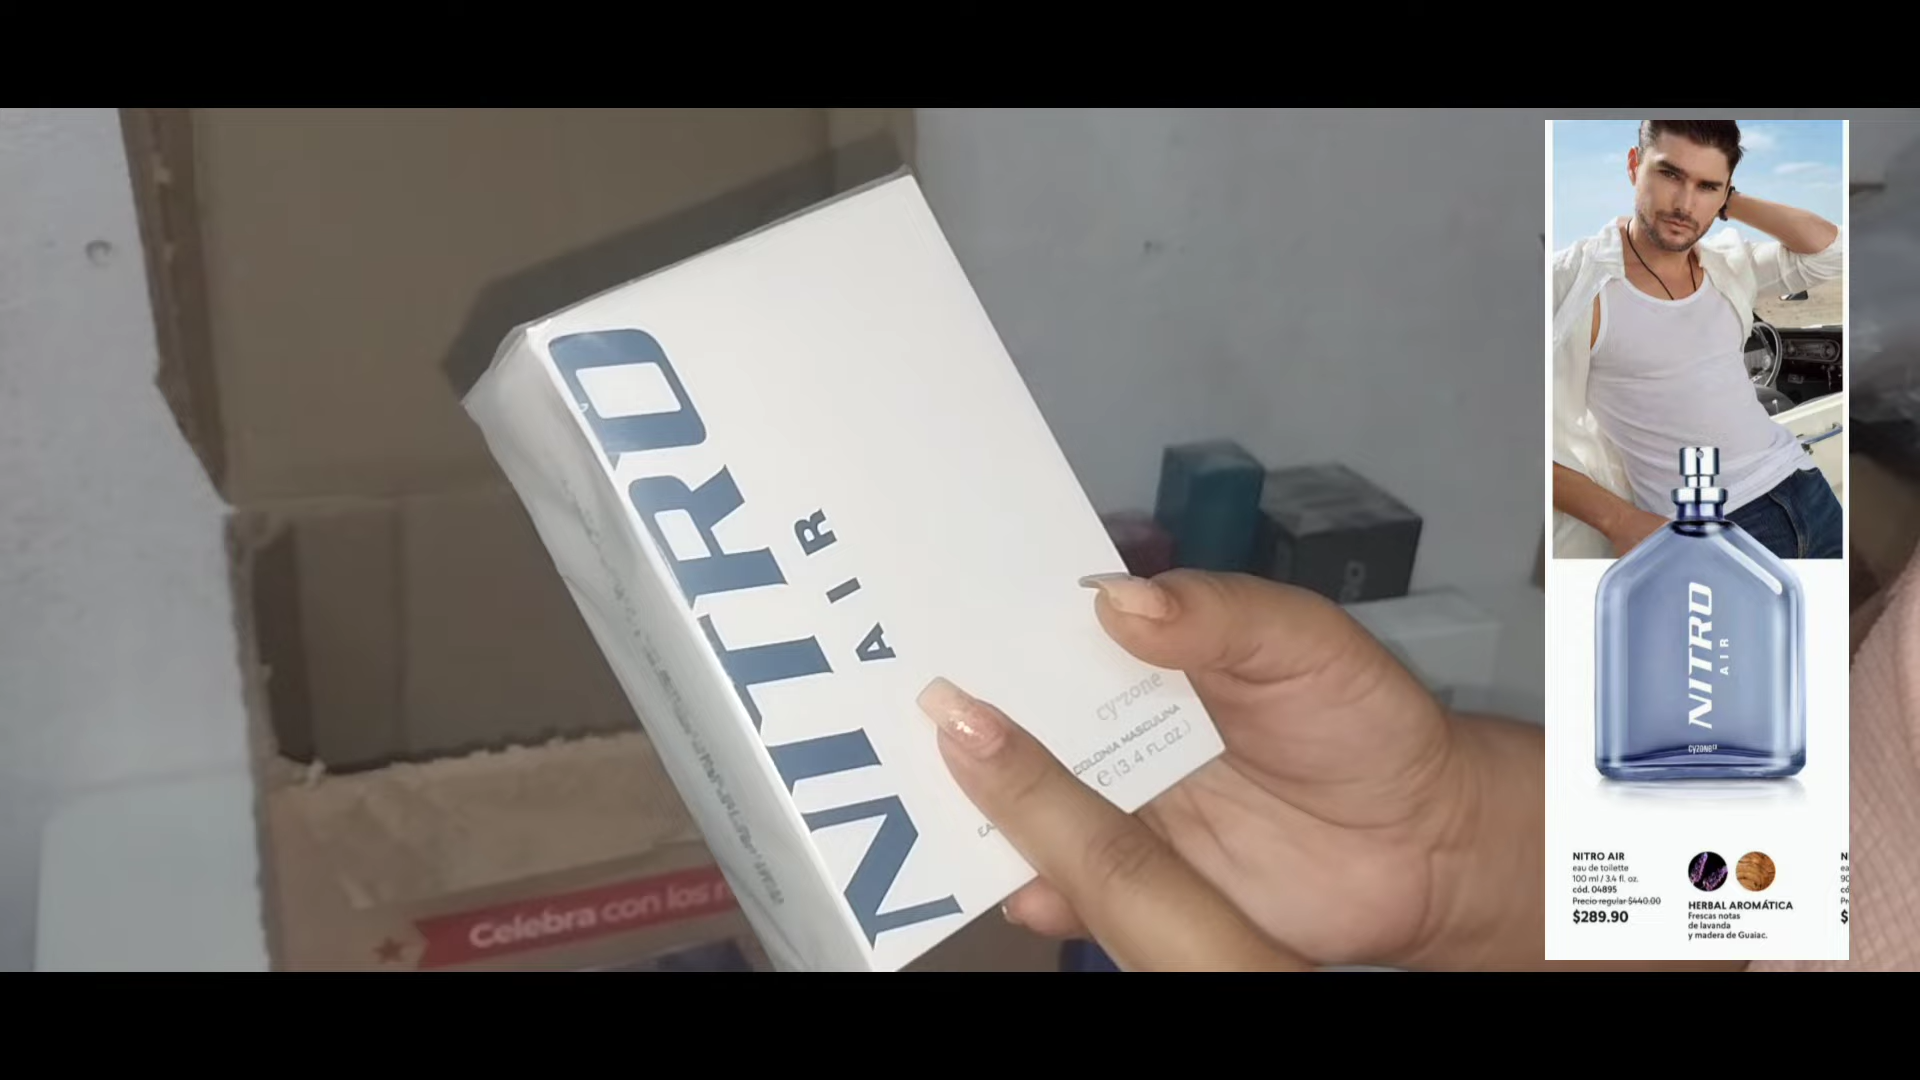 NITRO
AIR
cy°zone
COLONIA MASCULINA
℮ (3.4 FL.OZ.)
Celebra con los
NITRO
AIR
cyzone
NITRO AIR
eau de toilette
100 ml / 3.4 fl. oz.
cód. 04895
Precio regular $440.00
$289.90
HERBAL AROMÁTICA
Frescas notas
de lavanda
y madera de Guaiac.